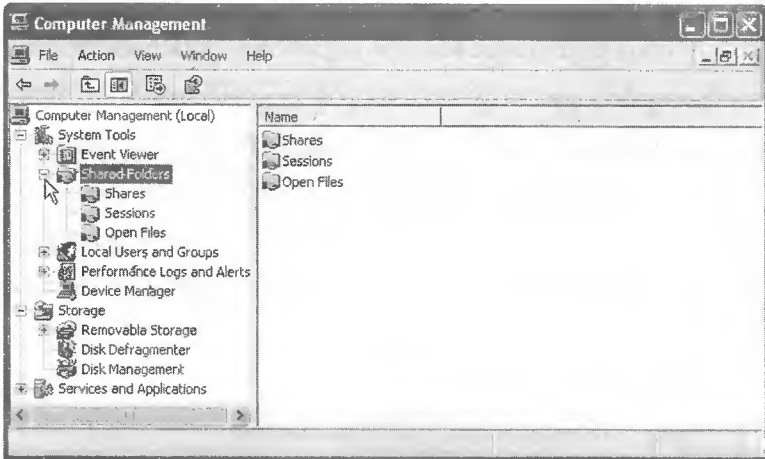 Computer Management
File Action View Window Help
Computer Management (Local)
System Tools
Event Viewer
Shared Folders
Shares
Sessions
Open Files
Local Users and Groups
Performance Logs and Alerts
Device Manager
Storage
Removable Storage
Disk Defragmenter
Disk Management
Services and Applications
Name
Shares
Sessions
Open Files